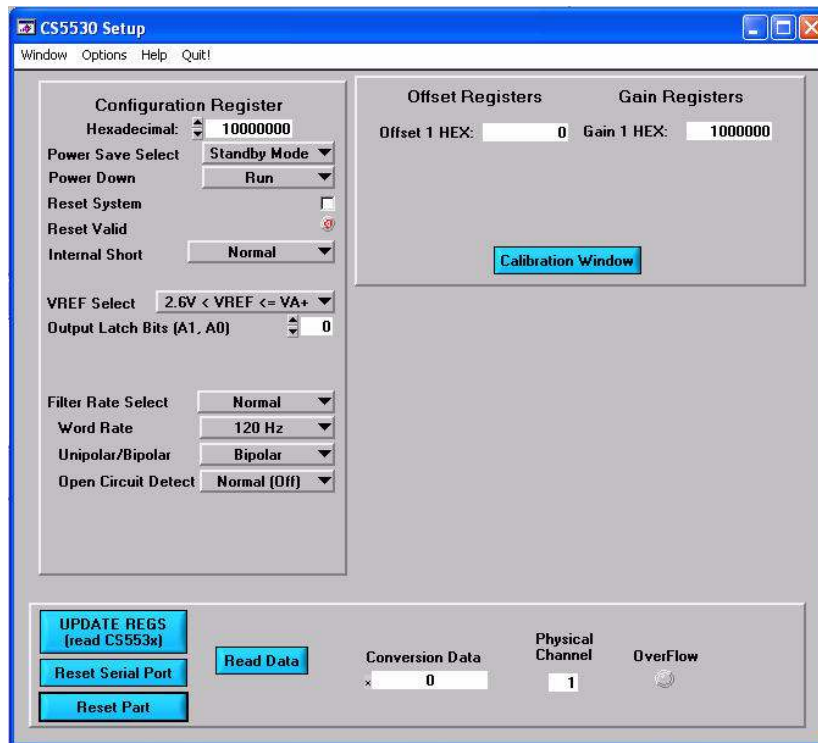 CS5530 Setup
Window Options Help Quit!
Configuration Register
Hexadecimal: 10000000
Power Save Select Standby Mode
Power Down Run
Reset System
Reset Valid
Internal Short Normal
VREF Select 2.6V < VREF <= VA+
Output Latch Bits (A1, A0) 0
Filter Rate Select Normal
Word Rate 120 Hz
Unipolar/Bipolar Bipolar
Open Circuit Detect Normal (Off)
Offset Registers Gain Registers
Offset 1 HEX: 0 Gain 1 HEX: 1000000
Calibration Window
UPDATE REGS
(read CS553x)
Reset Serial Port
Reset Part
Read Data
Conversion Data
x 0
Physical
Channel
1
OverFlow